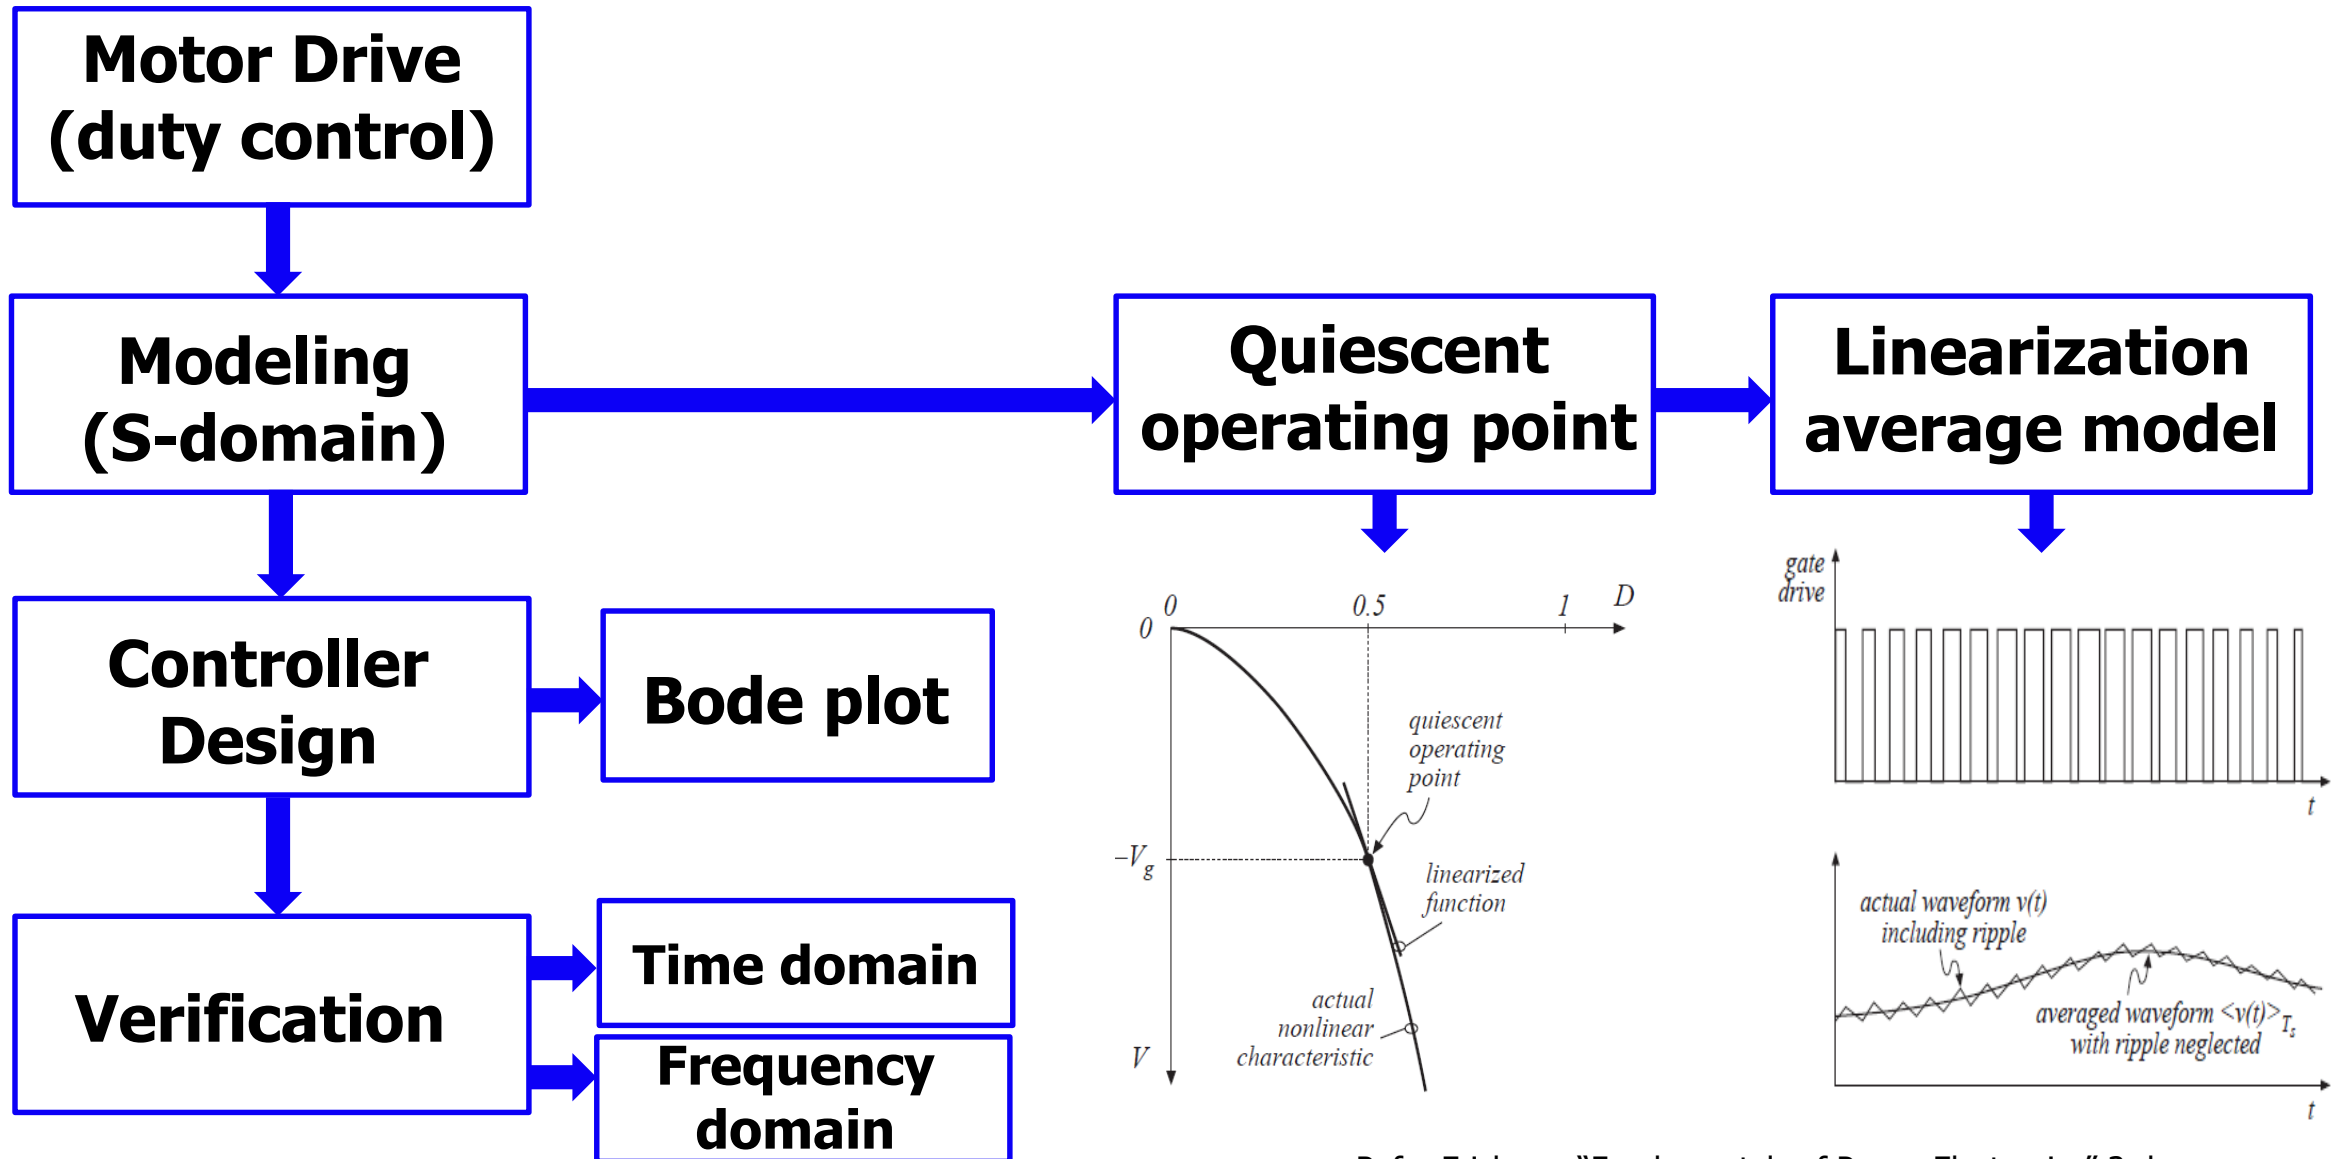 Motor Drive
(duty control)
Modeling
(S-domain)
Quiescent
operating point
Linearization
average model
Controller
Design
Bode plot
Verification
Time domain
Frequency
domain
0 0.5 1 D
0
quiescent
operating
point
–Vg
linearized
function
actual
nonlinear
characteristic
V
gate
drive
t
actual waveform v(t)
including ripple
averaged waveform <v(t)>Ts
with ripple neglected
t